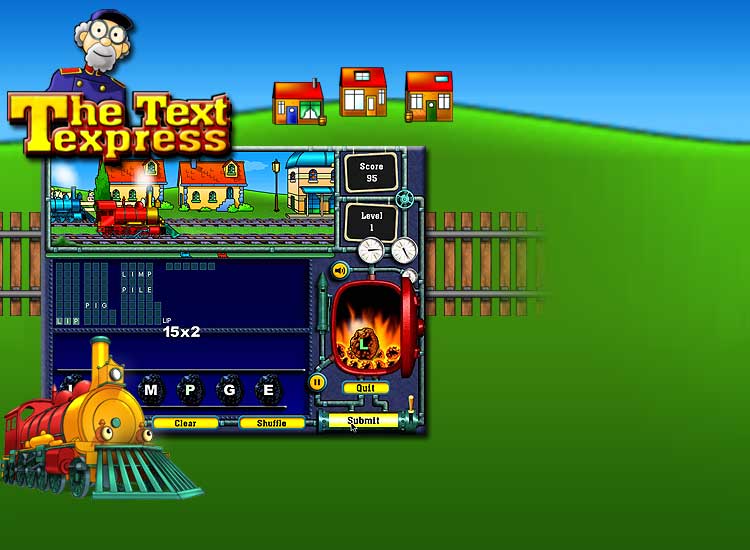 The Text
Express
Score
95
Level
1
LIMP
PILE
PIG
LIP
LIP
15x2
L
M P G E
Quit
Clear
Shuffle
Submit